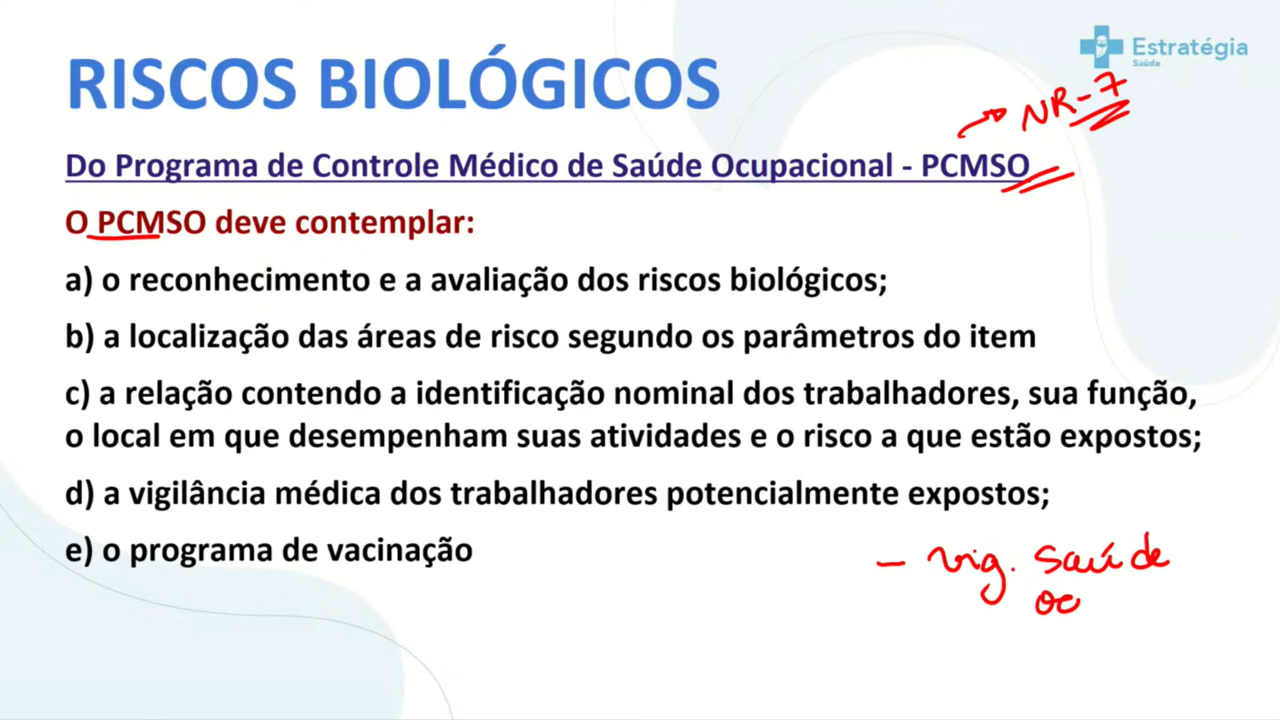 Estratégia
Saúde
RISCOS BIOLÓGICOS
NR-7
Do Programa de Controle Médico de Saúde Ocupacional - PCMSO
O PCMSO deve contemplar:
a) o reconhecimento e a avaliação dos riscos biológicos;
b) a localização das áreas de risco segundo os parâmetros do item
c) a relação contendo a identificação nominal dos trabalhadores, sua função,
o local em que desempenham suas atividades e o risco a que estão expostos;
d) a vigilância médica dos trabalhadores potencialmente expostos;
e) o programa de vacinação
- vig. saúde
oc